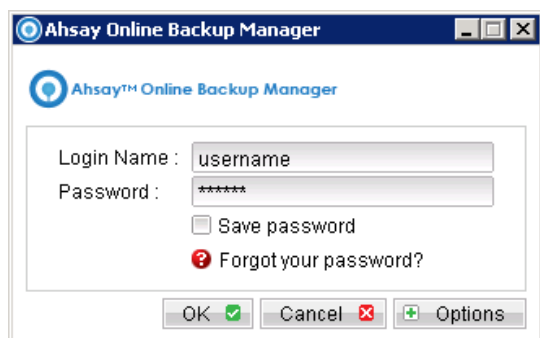 Ahsay Online Backup Manager
Ahsay™ Online Backup Manager
Login Name : username
Password : ******
Save password
Forgot your password?
OK Cancel Options